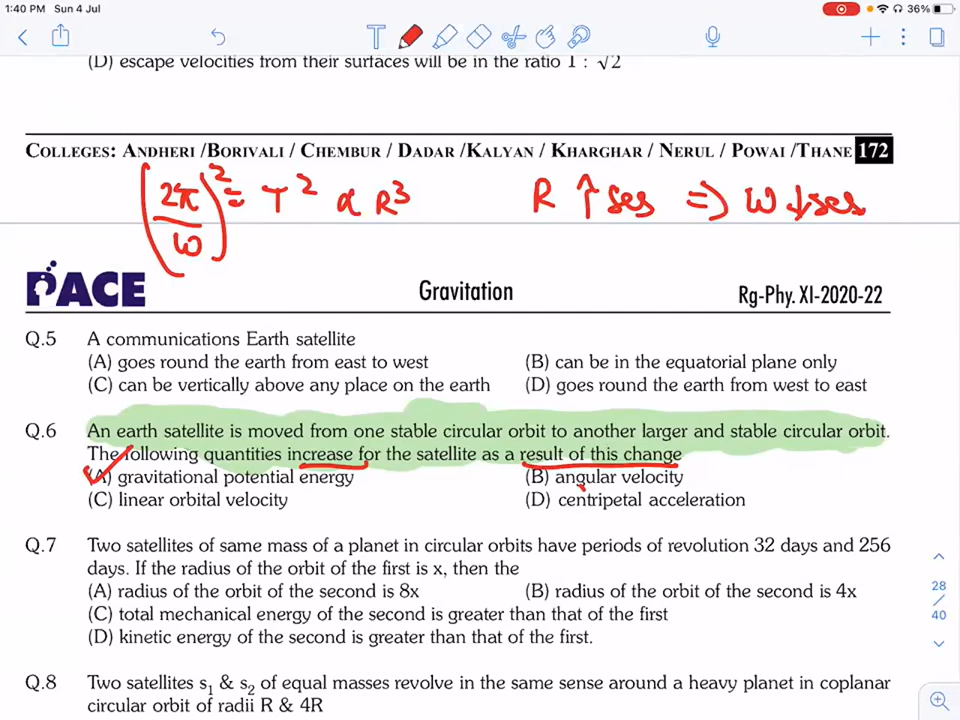 1:40 PM Sun 4 Jul
36%
(D) escape velocities from their surfaces will be in the ratio 1 : √2
COLLEGES: ANDHERI /BORIVALI / CHEMBUR / DADAR /KALYAN / KHARGHAR / NERUL / POWAI /THANE 172
(2π/ω)² = T² ∝ R³ R ↑ses ⇒ ω ↓ses
PACE Gravitation Rg-Phy. XI-2020-22
Q.5 A communications Earth satellite
(A) goes round the earth from east to west (B) can be in the equatorial plane only
(C) can be vertically above any place on the earth (D) goes round the earth from west to east
Q.6 An earth satellite is moved from one stable circular orbit to another larger and stable circular orbit.
The following quantities increase for the satellite as a result of this change
(A) gravitational potential energy (B) angular velocity
(C) linear orbital velocity (D) centripetal acceleration
Q.7 Two satellites of same mass of a planet in circular orbits have periods of revolution 32 days and 256
days. If the radius of the orbit of the first is x, then the
(A) radius of the orbit of the second is 8x (B) radius of the orbit of the second is 4x
(C) total mechanical energy of the second is greater than that of the first
(D) kinetic energy of the second is greater than that of the first.
28
/
40
Q.8 Two satellites s₁ & s₂ of equal masses revolve in the same sense around a heavy planet in coplanar
circular orbit of radii R & 4R